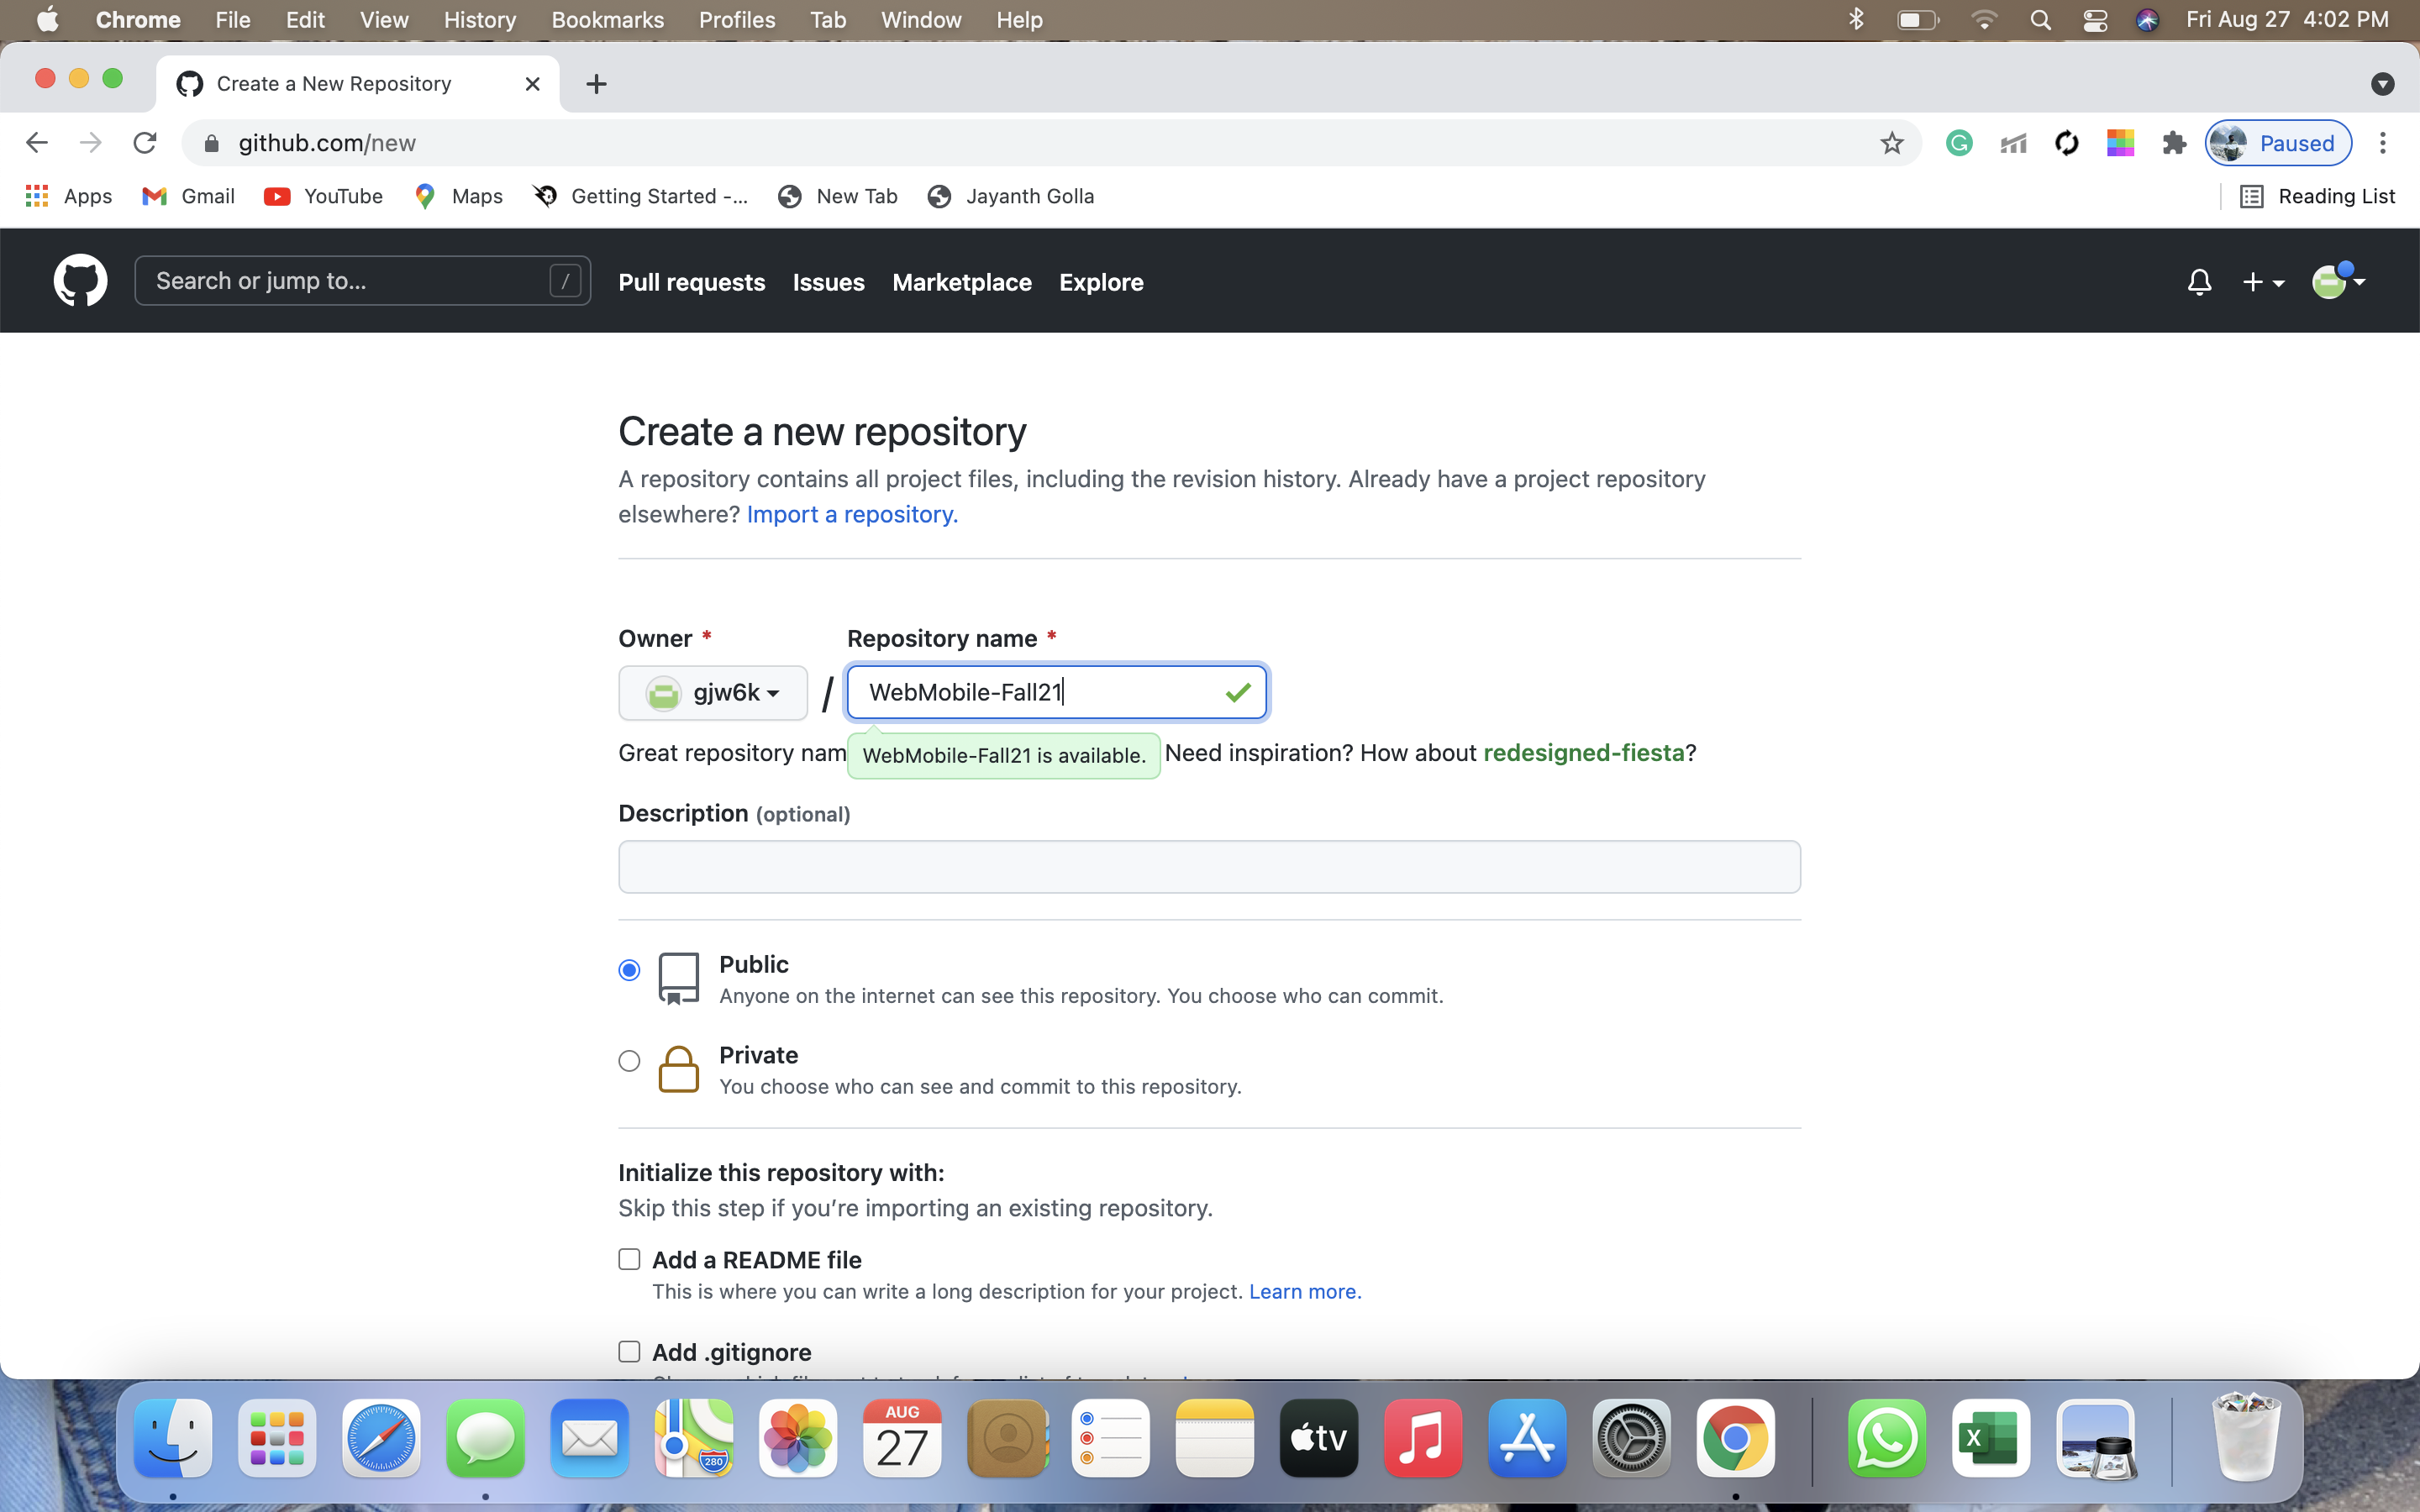 Chrome File Edit View History Bookmarks Profiles Tab Window Help Fri Aug 27 4:02 PM
Create a New Repository
github.com/new Paused
Apps Gmail YouTube Maps Getting Started -... New Tab Jayanth Golla Reading List
Search or jump to... / Pull requests Issues Marketplace Explore
Create a new repository
A repository contains all project files, including the revision history. Already have a project repository
elsewhere? Import a repository.
Owner * Repository name *
gjw6k / WebMobile-Fall21
Great repository nam WebMobile-Fall21 is available. Need inspiration? How about redesigned-fiesta?
Description (optional)
Public
Anyone on the internet can see this repository. You choose who can commit.
Private
You choose who can see and commit to this repository.
Initialize this repository with:
Skip this step if you’re importing an existing repository.
Add a README file
This is where you can write a long description for your project. Learn more.
Add .gitignore
AUG
27
280
tv
X